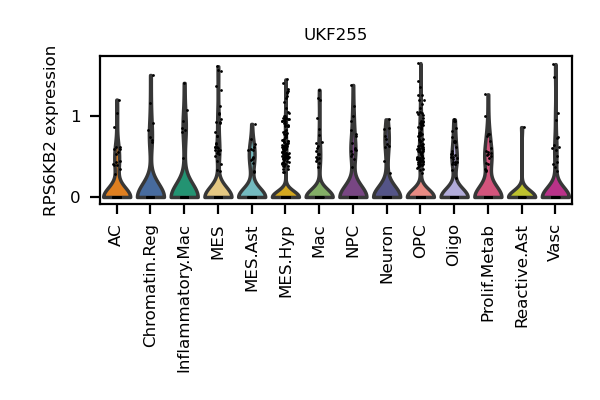 UKF255
RPS6KB2 expression
1
0
AC
Chromatin.Reg
Inflammatory.Mac
MES
MES.Ast
MES.Hyp
Mac
NPC
Neuron
OPC
Oligo
Prolif.Metab
Reactive.Ast
Vasc